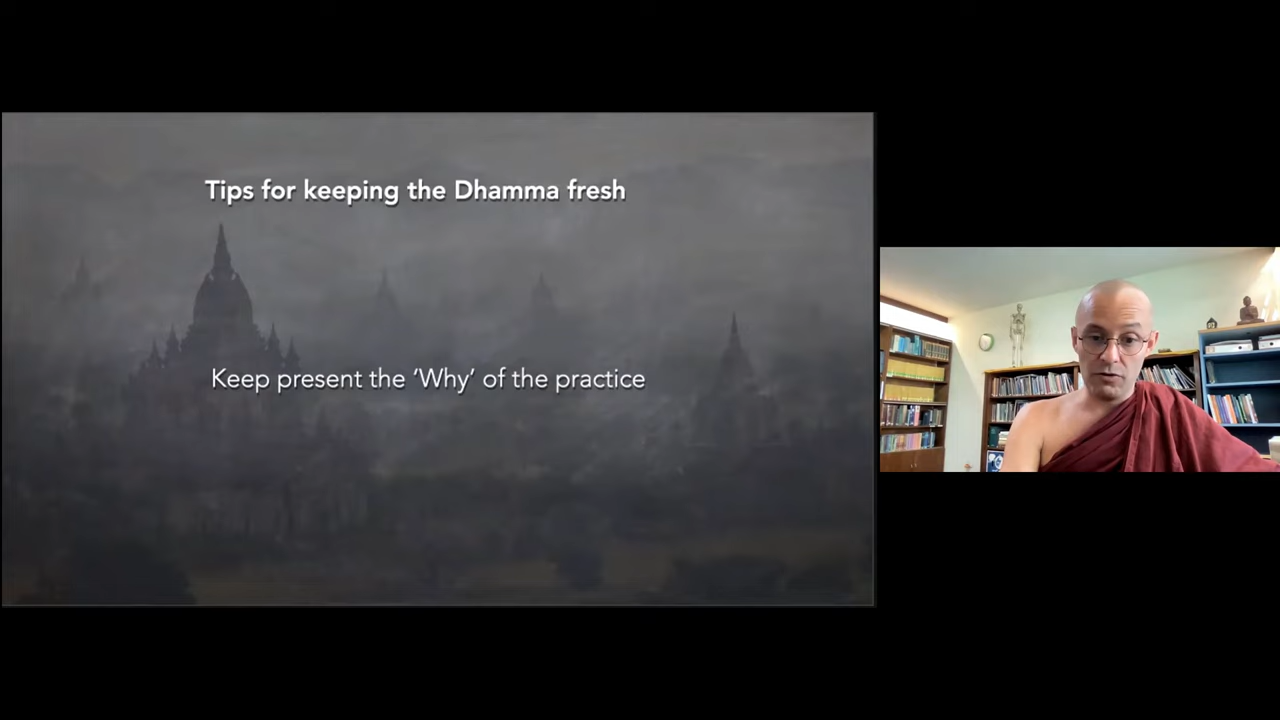 Tips for keeping the Dhamma fresh
Keep present the ‘Why’ of the practice